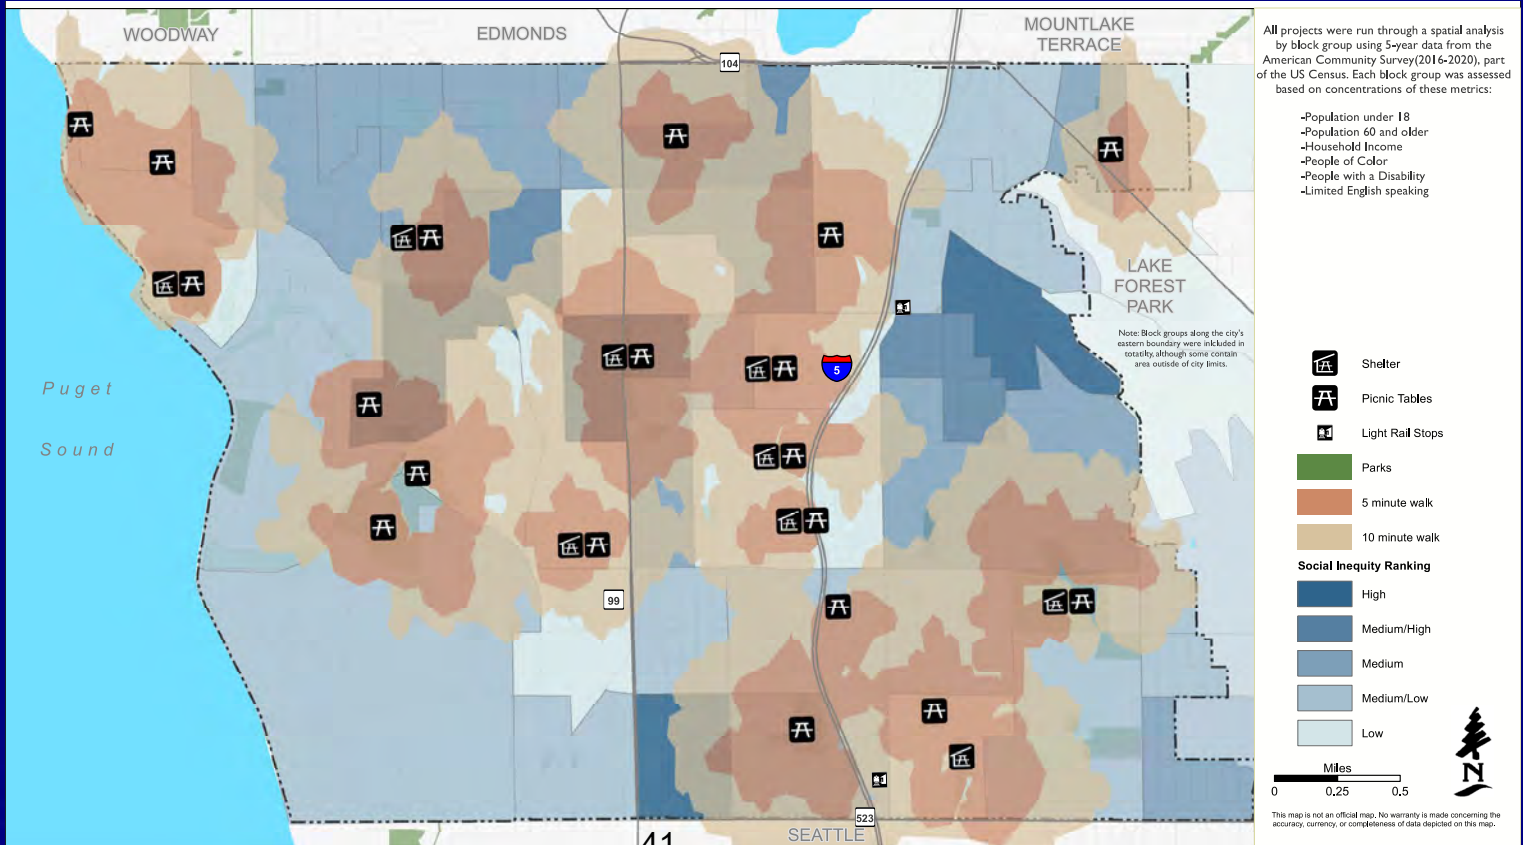 WOODWAY
EDMONDS
MOUNTLAKE
TERRACE
104
LAKE
FOREST
PARK
Note: Block groups along the city's
eastern boundary were inlcluded in
totatilty, although some contain
area outisde of city limits.
5
Puget
Sound
99
523
SEATTLE
41
All projects were run through a spatial analysis
by block group using 5-year data from the
American Community Survey(2016-2020), part
of the US Census. Each block group was assessed
based on concentrations of these metrics:
-Population under 18
-Population 60 and older
-Household Income
-People of Color
-People with a Disability
-Limited English speaking
Shelter
Picnic Tables
Light Rail Stops
Parks
5 minute walk
10 minute walk
Social Inequity Ranking
High
Medium/High
Medium
Medium/Low
Low
Miles
0 0.25 0.5
N
This map is not an official map. No warranty is made concerning the
accuracy, currency, or completeness of data depicted on this map.